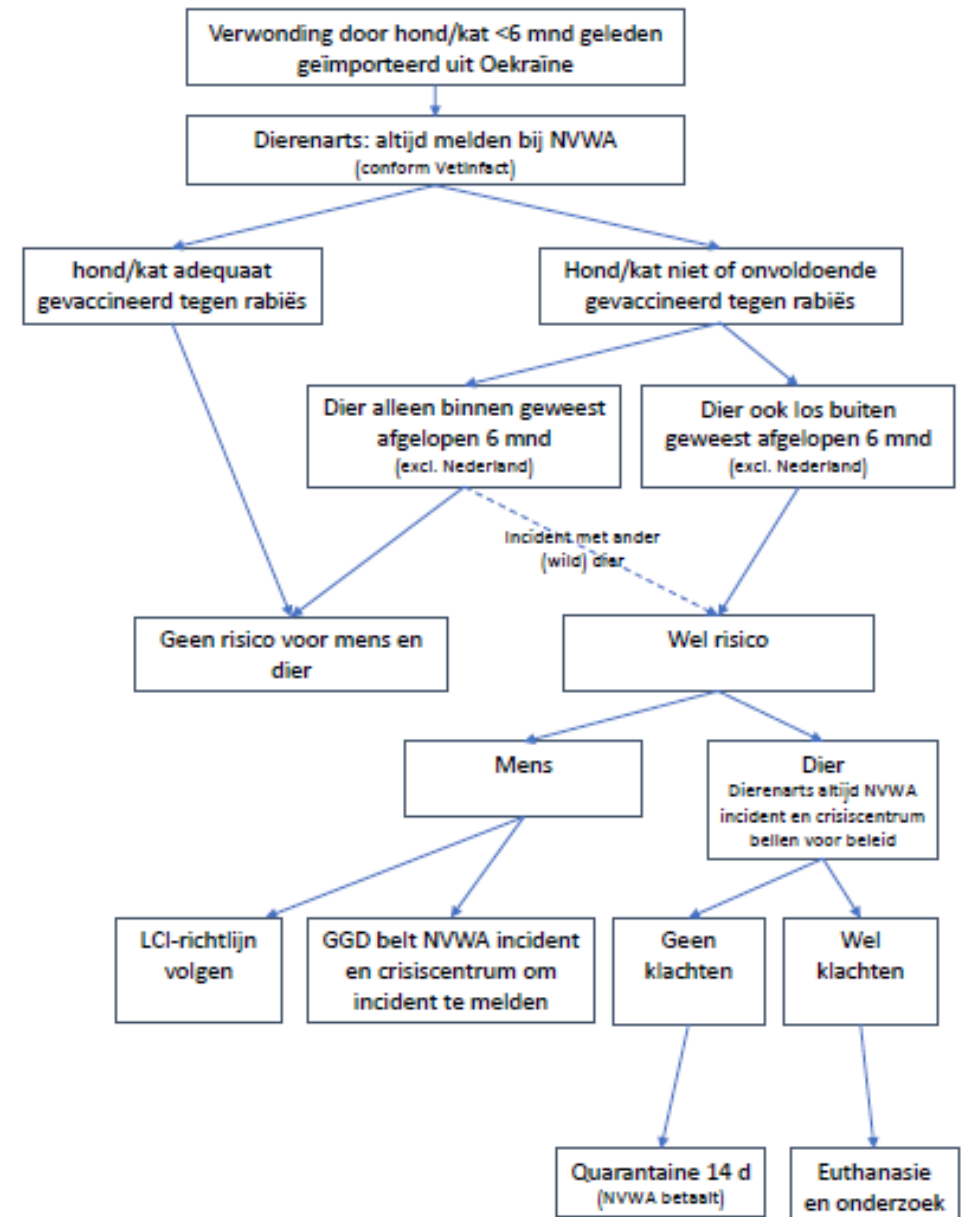 Verwonding door hond/kat <6 mnd geleden
geïmporteerd uit Oekraïne
Dierenarts: altijd melden bij NVWA
(conform Vetinfact)
hond/kat adequaat
gevaccineerd tegen rabiës
Hond/kat niet of onvoldoende
gevaccineerd tegen rabiës
Dier alleen binnen geweest
afgelopen 6 mnd
(excl. Nederland)
Dier ook los buiten
geweest afgelopen 6 mnd
(excl. Nederland)
Incident met ander
(wild) dier
Geen risico voor mens en
dier
Wel risico
Mens
Dier
Dierenarts altijd NVWA
incident en crisiscentrum
bellen voor beleid
LCI-richtlijn
volgen
GGD belt NVWA incident
en crisiscentrum om
incident te melden
Geen
klachten
Wel
klachten
Quarantaine 14 d
(NVWA betaalt)
Euthanasie
en onderzoek